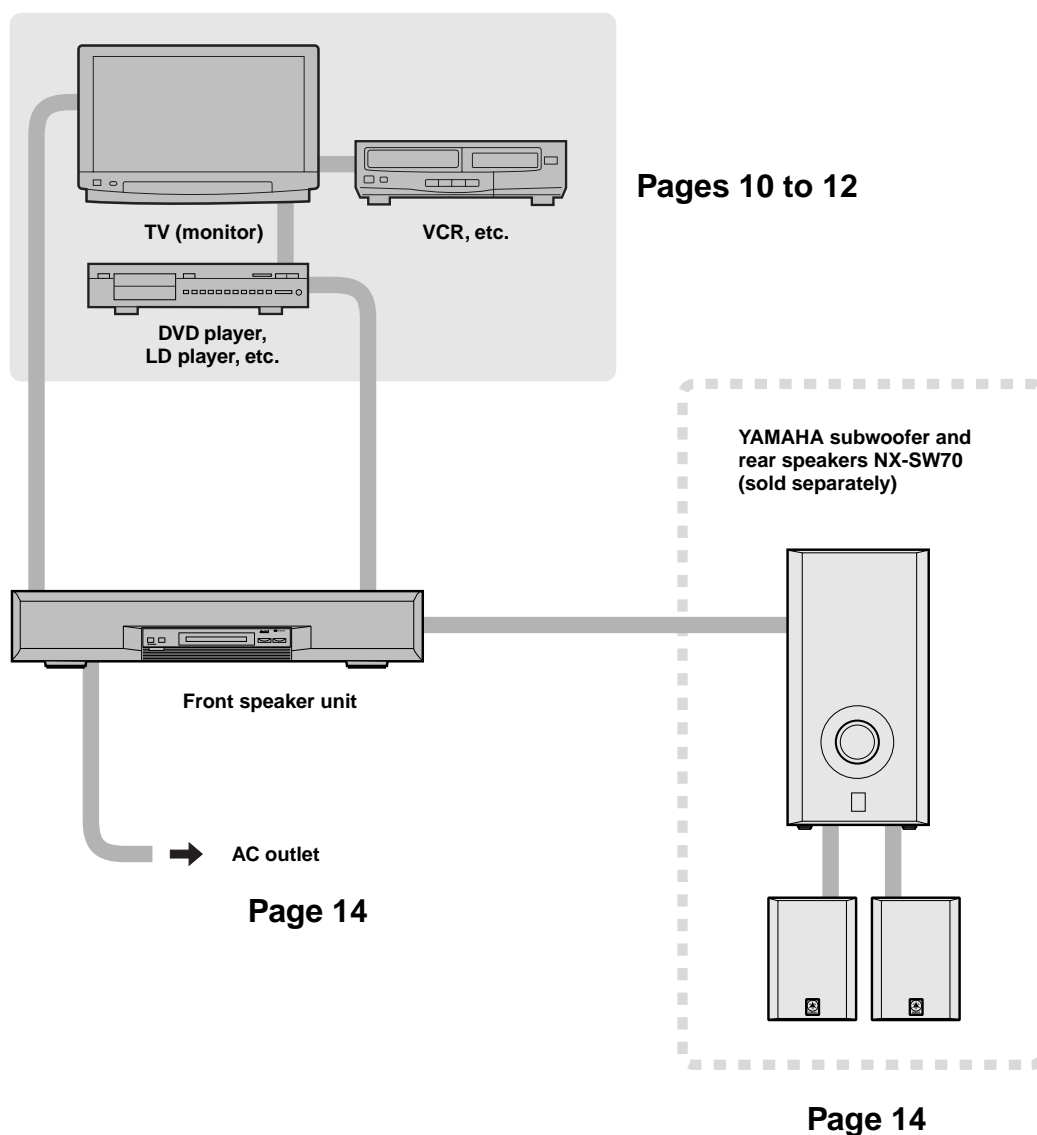 TV (monitor)
VCR, etc.
Pages 10 to 12
DVD player,
LD player, etc.
YAMAHA subwoofer and
rear speakers NX-SW70
(sold separately)
Front speaker unit
AC outlet
Page 14
Page 14